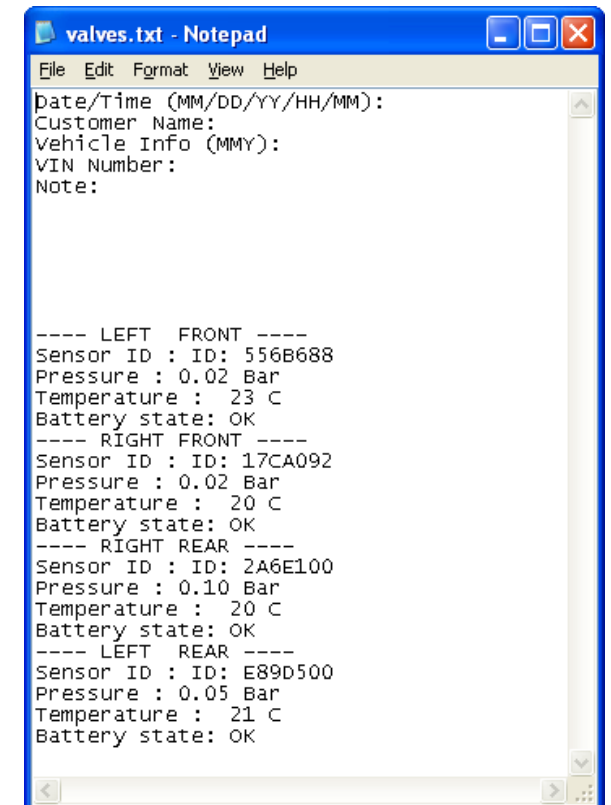 valves.txt - Notepad
File Edit Format View Help
Date/Time (MM/DD/YY/HH/MM):
Customer Name:
Vehicle Info (MMY):
VIN Number:
Note:
---- LEFT  FRONT ----
Sensor ID : ID: 556B688
Pressure : 0.02 Bar
Temperature :  23 C
Battery state: OK
---- RIGHT FRONT ----
Sensor ID : ID: 17CA092
Pressure : 0.02 Bar
Temperature :  20 C
Battery state: OK
---- RIGHT REAR ----
Sensor ID : ID: 2A6E100
Pressure : 0.10 Bar
Temperature :  20 C
Battery state: OK
---- LEFT  REAR ----
Sensor ID : ID: E89D500
Pressure : 0.05 Bar
Temperature :  21 C
Battery state: OK